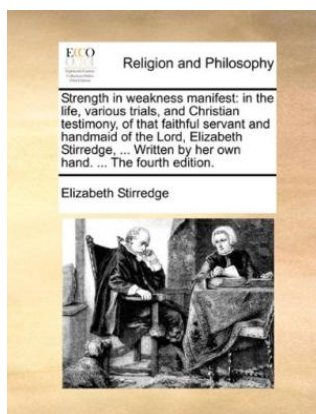 ECCO
Religion and Philosophy
Strength in weakness manifest: in the
life, various trials, and Christian
testimony, of that faithful servant and
handmaid of the Lord, Elizabeth
Stirredge, ... Written by her own
hand. ... The fourth edition.
Elizabeth Stirredge